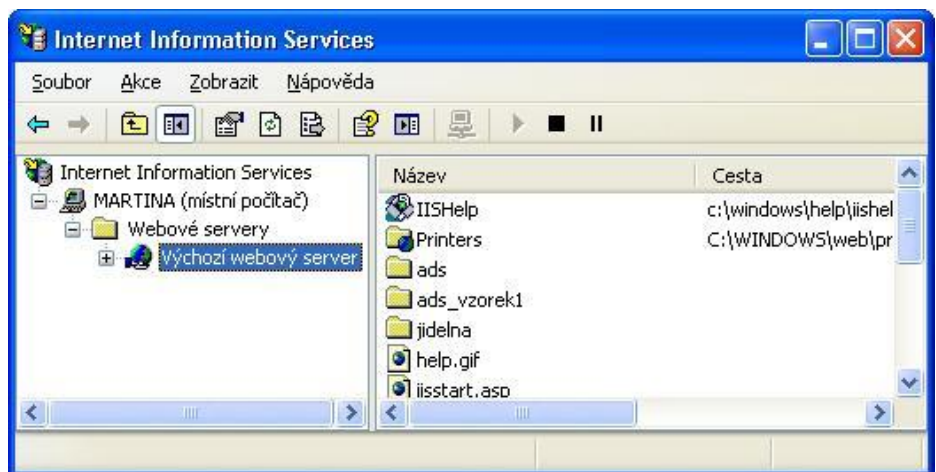 Internet Information Services
Soubor Akce Zobrazit Nápověda
Internet Information Services
MARTINA (místní počítač)
Webové servery
Výchozí webový server
Název Cesta
IISHelp c:\windows\help\iishel
Printers C:\WINDOWS\web\pr
ads
ads_vzorek1
jidelna
help.gif
iisstart.asp